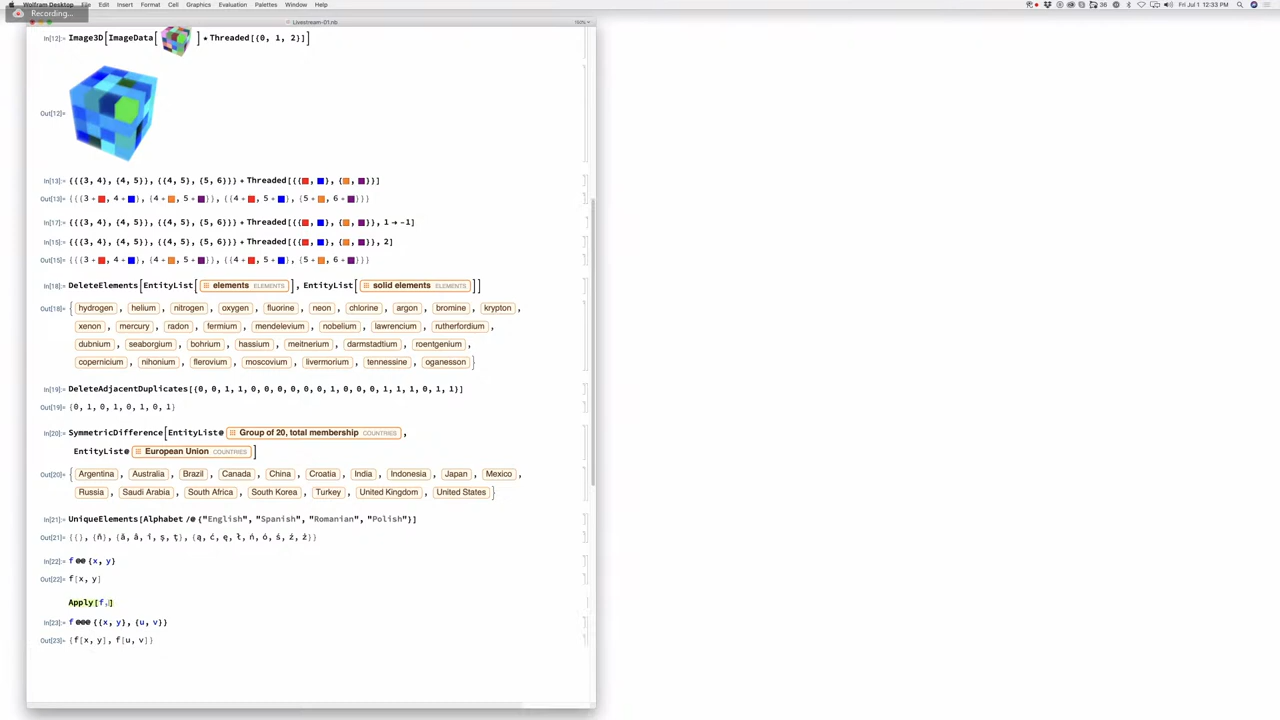 Wolfram Desktop File Edit Insert Format Cell Graphics Evaluation Palettes Window Help 36 Fri Jul 1 12:33 PM
Recording...
Livestream-01.nb 150%
In[12]:= Image3D[ImageData[ ] * Threaded[{0, 1, 2}]]
Out[12]=
In[13]:= {{{3, 4}, {4, 5}}, {{4, 5}, {5, 6}}} + Threaded[{{ , }, { , }}]
Out[13]= {{{3 + , 4 + }, {4 + , 5 + }}, {{4 + , 5 + }, {5 + , 6 + }}}
In[17]:= {{{3, 4}, {4, 5}}, {{4, 5}, {5, 6}}} + Threaded[{{ , }, { , }}, 1 → -1]
In[15]:= {{{3, 4}, {4, 5}}, {{4, 5}, {5, 6}}} + Threaded[{{ , }, { , }}, 2]
Out[15]= {{{3 + , 4 + }, {4 + , 5 + }}, {{4 + , 5 + }, {5 + , 6 + }}}
In[18]:= DeleteElements[EntityList[ elements ELEMENTS ], EntityList[ solid elements ELEMENTS ]]
Out[18]= { hydrogen , helium , nitrogen , oxygen , fluorine , neon , chlorine , argon , bromine , krypton ,
xenon , mercury , radon , fermium , mendelevium , nobelium , lawrencium , rutherfordium ,
dubnium , seaborgium , bohrium , hassium , meitnerium , darmstadtium , roentgenium ,
copernicium , nihonium , flerovium , moscovium , livermorium , tennessine , oganesson }
In[19]:= DeleteAdjacentDuplicates[{0, 0, 1, 1, 0, 0, 0, 0, 0, 0, 1, 0, 0, 0, 1, 1, 1, 0, 1, 1}]
Out[19]= {0, 1, 0, 1, 0, 1, 0, 1}
In[20]:= SymmetricDifference[EntityList@ Group of 20, total membership COUNTRIES ,
EntityList@ European Union COUNTRIES ]
Out[20]= { Argentina , Australia , Brazil , Canada , China , Croatia , India , Indonesia , Japan , Mexico ,
Russia , Saudi Arabia , South Africa , South Korea , Turkey , United Kingdom , United States }
In[21]:= UniqueElements[Alphabet /@ {"English", "Spanish", "Romanian", "Polish"}]
Out[21]= {{}, {ñ}, {ă, â, î, ș, ț}, {ą, ć, ę, ł, ń, ó, ś, ź, ż}}
In[22]:= f @@ {x, y}
Out[22]= f[x, y]
Apply[f,]
In[23]:= f @@@ {{x, y}, {u, v}}
Out[23]= {f[x, y], f[u, v]}